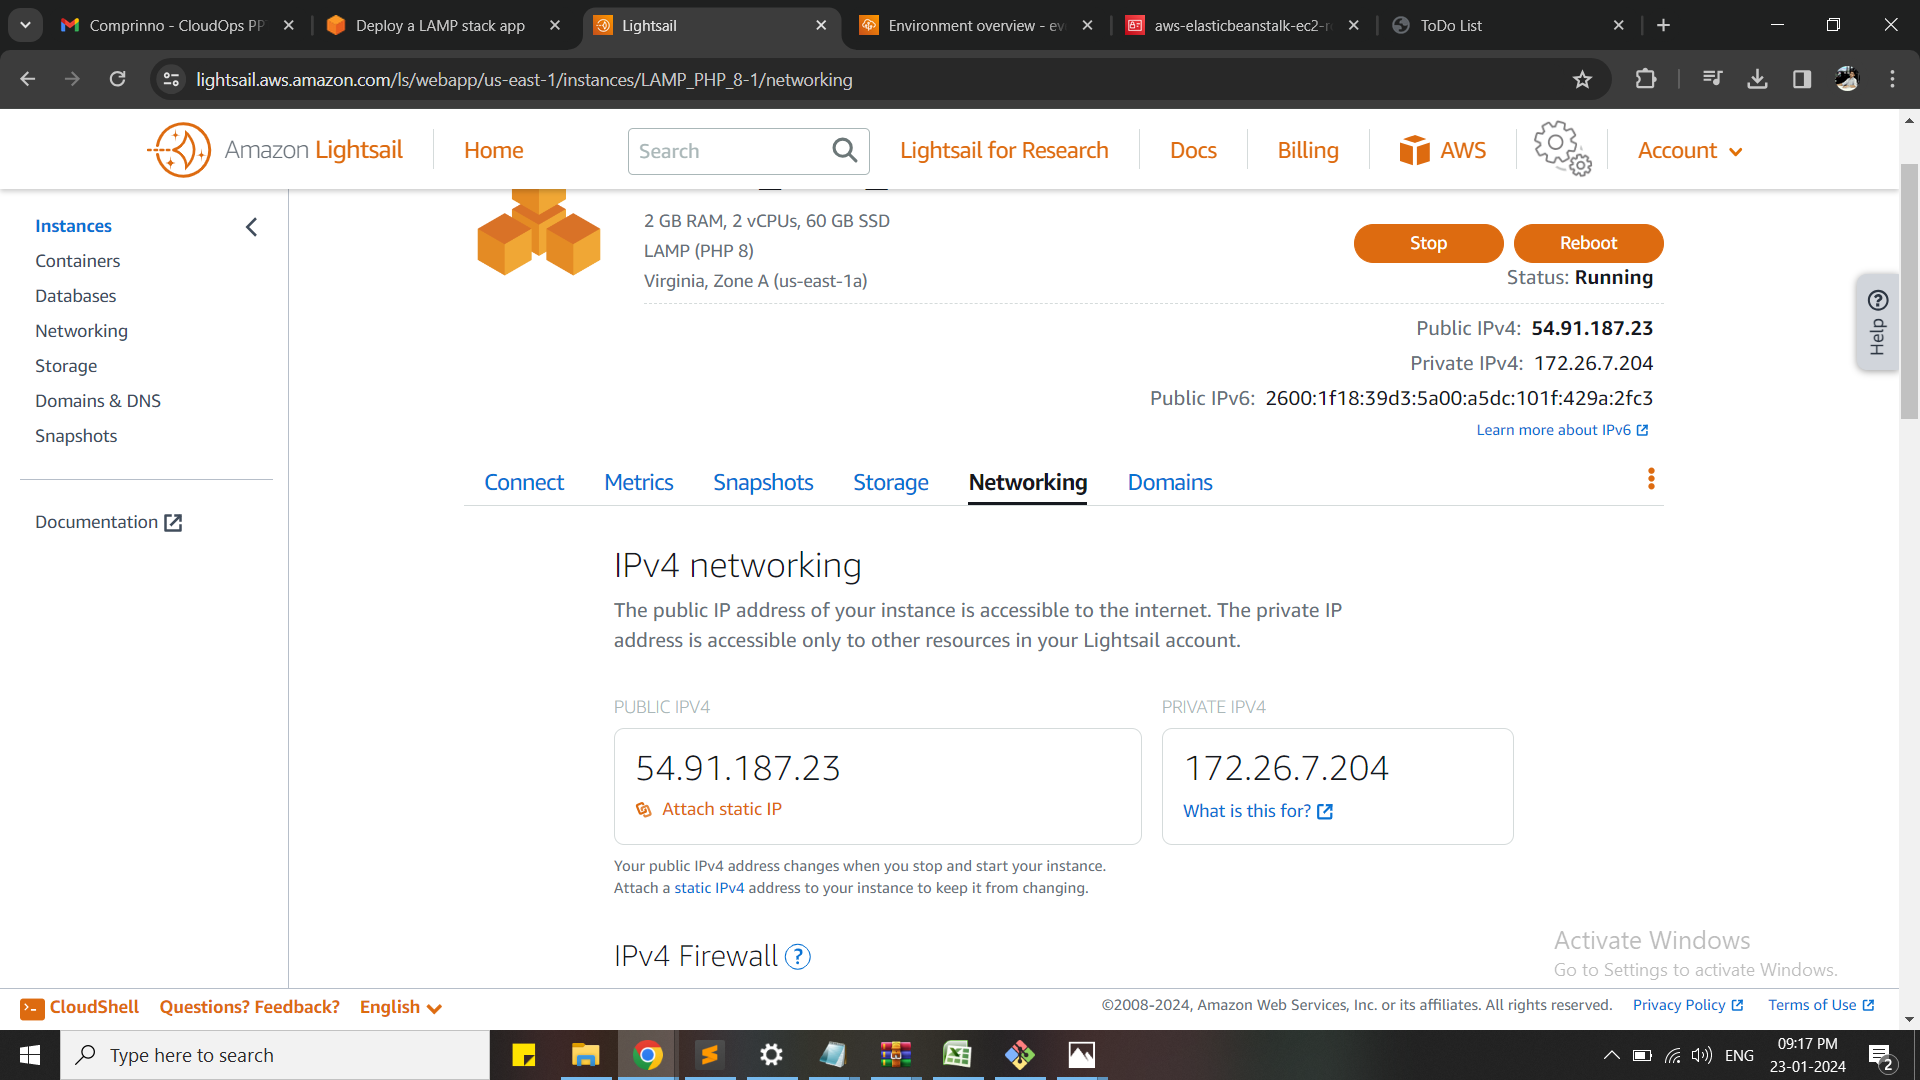 Comprinno - CloudOps PP
Deploy a LAMP stack app
Lightsail
Environment overview - ev
aws-elasticbeanstalk-ec2-r
ToDo List
lightsail.aws.amazon.com/ls/webapp/us-east-1/instances/LAMP_PHP_8-1/networking
Amazon Lightsail
Home
Search
Lightsail for Research
Docs
Billing
AWS
Account
Instances
Containers
Databases
Networking
Storage
Domains & DNS
Snapshots
Documentation
2 GB RAM, 2 vCPUs, 60 GB SSD
LAMP (PHP 8)
Virginia, Zone A (us-east-1a)
Stop
Reboot
Status: Running
Public IPv4: 54.91.187.23
Private IPv4: 172.26.7.204
Public IPv6: 2600:1f18:39d3:5a00:a5dc:101f:429a:2fc3
Learn more about IPv6
Help
Connect
Metrics
Snapshots
Storage
Networking
Domains
IPv4 networking
The public IP address of your instance is accessible to the internet. The private IP
address is accessible only to other resources in your Lightsail account.
PUBLIC IPV4
54.91.187.23
Attach static IP
PRIVATE IPV4
172.26.7.204
What is this for?
Your public IPv4 address changes when you stop and start your instance.
Attach a static IPv4 address to your instance to keep it from changing.
IPv4 Firewall ?
Activate Windows
Go to Settings to activate Windows.
CloudShell
Questions? Feedback?
English
©2008-2024, Amazon Web Services, Inc. or its affiliates. All rights reserved.
Privacy Policy
Terms of Use
Type here to search
ENG
09:17 PM
23-01-2024
2